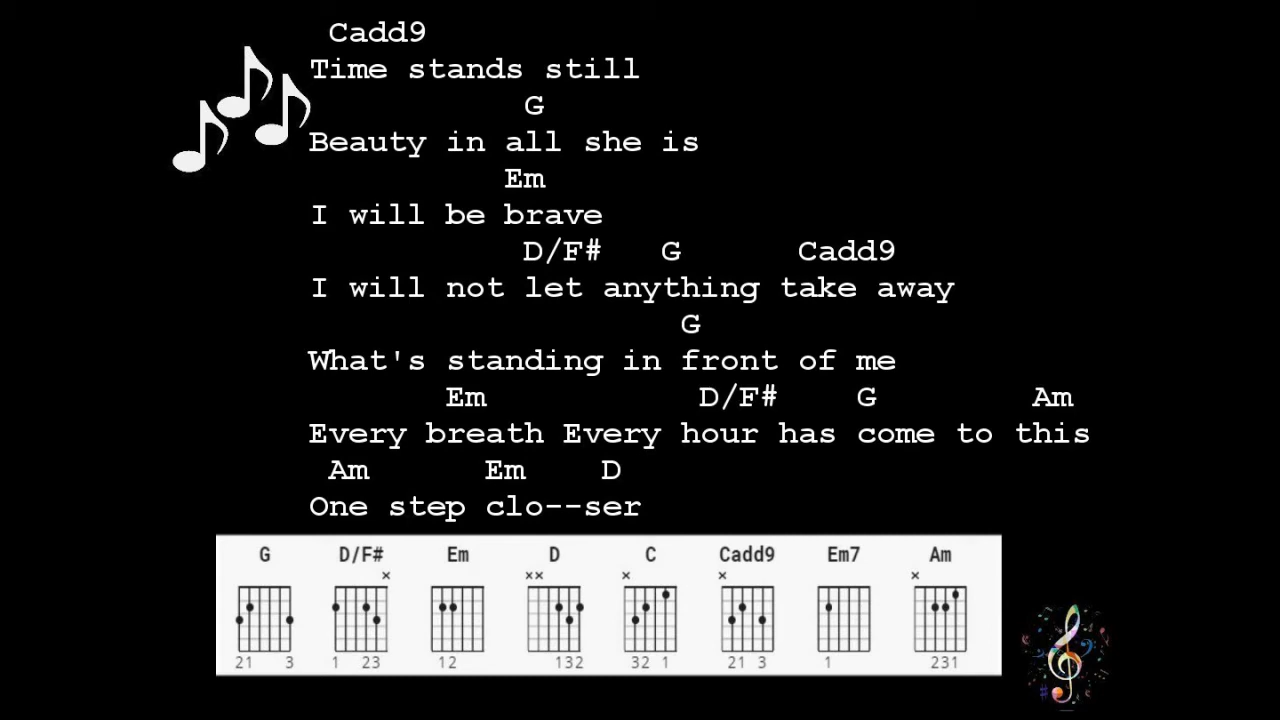 Cadd9
Time stands still
G
Beauty in all she is
Em
I will be brave
D/F# G Cadd9
I will not let anything take away
G
What's standing in front of me
Em D/F# G Am
Every breath Every hour has come to this
Am Em D
One step clo--ser
G D/F# Em D C Cadd9 Em7 Am
× ×× × × ×
21 3 1 23 12 132 32 1 21 3 1 231